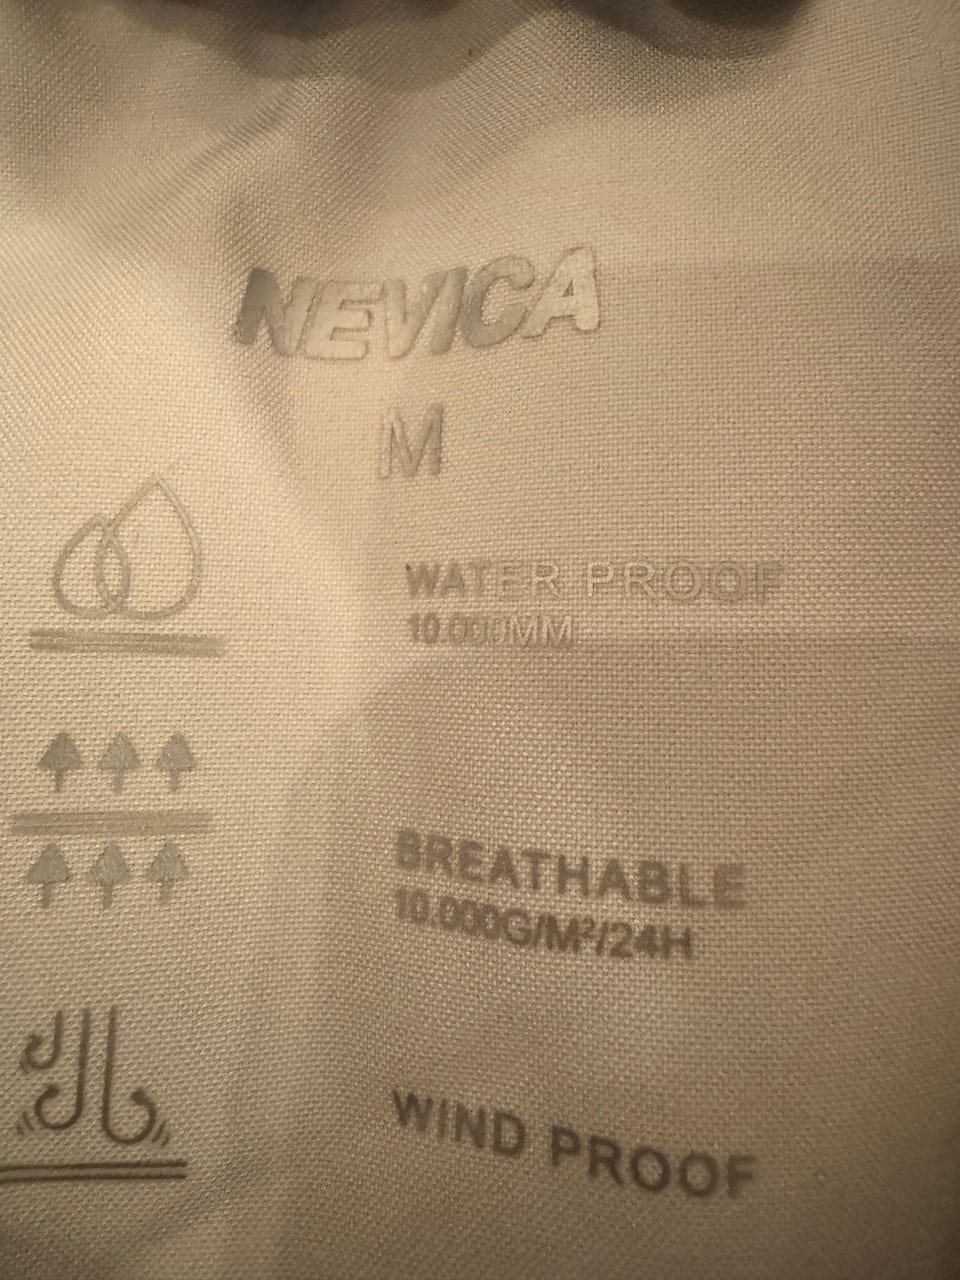 NEVICA
M
WATER PROOF
10.000MM
BREATHABLE
10.000G/M²/24H
WIND PROOF